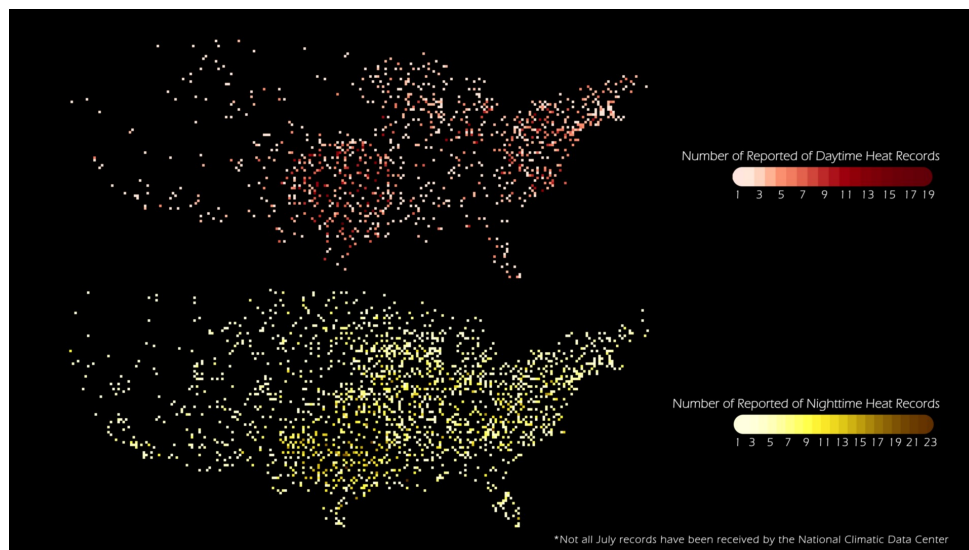 Number of Reported of Daytime Heat Records
1 3 5 7 9 11 13 15 17 19
Number of Reported of Nighttime Heat Records
1 3 5 7 9 11 13 15 17 19 21 23
*Not all July records have been received by the National Climatic Data Center